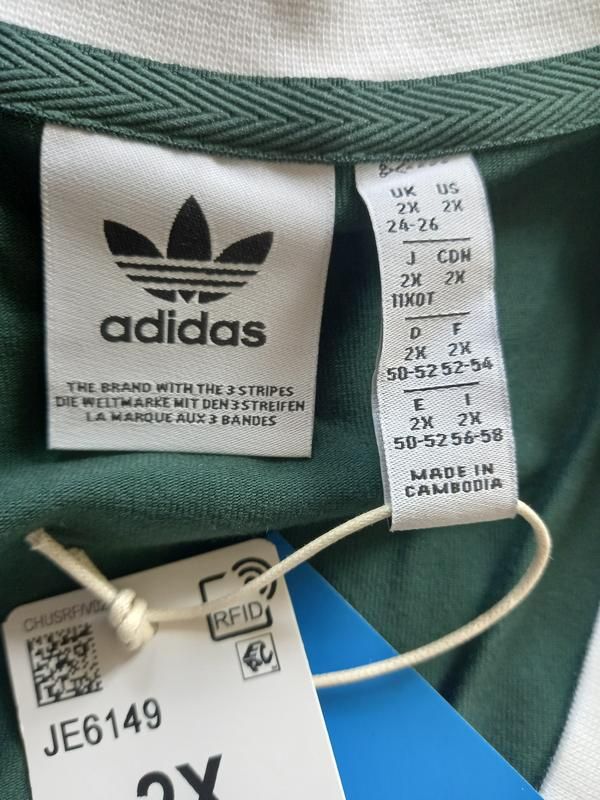 adidas
THE BRAND WITH THE 3 STRIPES
DIE WELTMARKE MIT DEN 3 STREIFEN
LA MARQUE AUX 3 BANDES
UK US
2X 2X
24-26
J CDN
2X 2X
11XOT
D F
2X 2X
50-52 52-54
E I
2X 2X
50-52 56-58
MADE IN
CAMBODIA
RFID
JE6149
2X